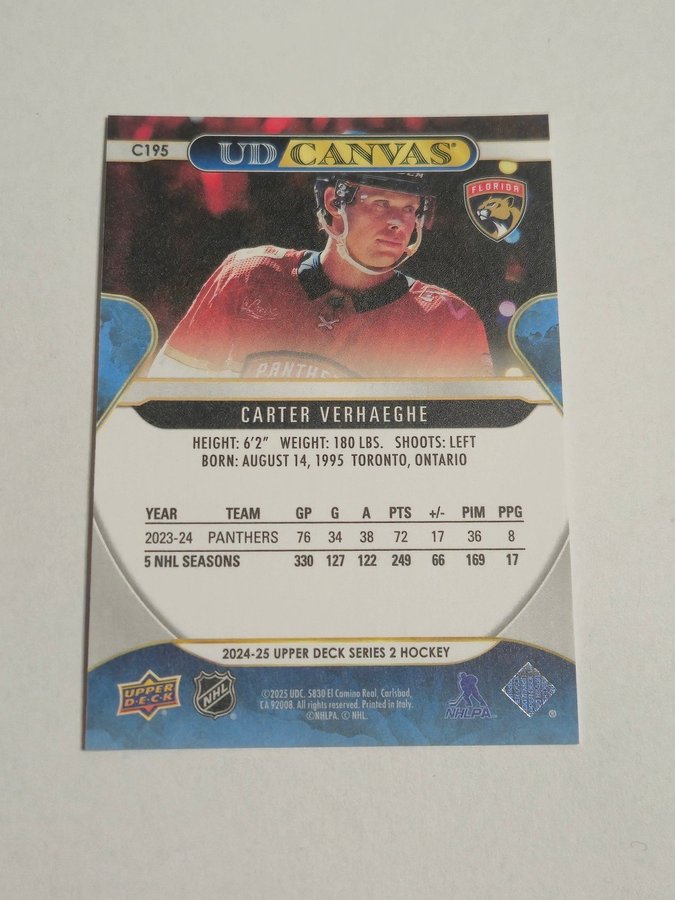 C195
UD CANVAS
FLORIDA
PANTHE
CARTER VERHAEGHE
HEIGHT: 6'2" WEIGHT: 180 LBS. SHOOTS: LEFT
BORN: AUGUST 14, 1995 TORONTO, ONTARIO
YEAR TEAM GP G A PTS +/- PIM PPG
2023-24 PANTHERS 76 34 38 72 17 36 8
5 NHL SEASONS 330 127 122 249 66 169 17
2024-25 UPPER DECK SERIES 2 HOCKEY
UPPER DECK
NHL
©2025 UDC. 5830 El Camino Real, Carlsbad,
CA 92008. All rights reserved. Printed in Italy.
©NHLPA. © NHL.
NHLPA